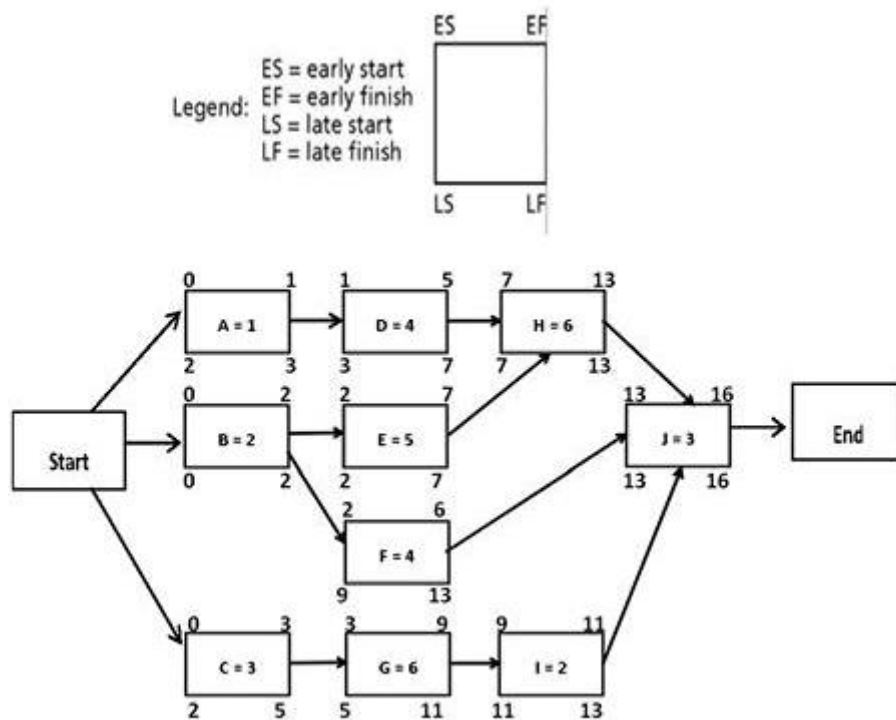 ES EF
ES = early start
EF = early finish
Legend:
LS = late start
LF = late finish
LS LF
0 1 1 5 7 13
A = 1 D = 4 H = 6
2 3 3 7 7 13
0 2 2 7 13 16
Start B = 2 E = 5 J = 3 End
0 2 2 7 13 16
2 6
F = 4
9 13
0 3 3 9 9 11
C = 3 G = 6 I = 2
2 5 5 11 11 13